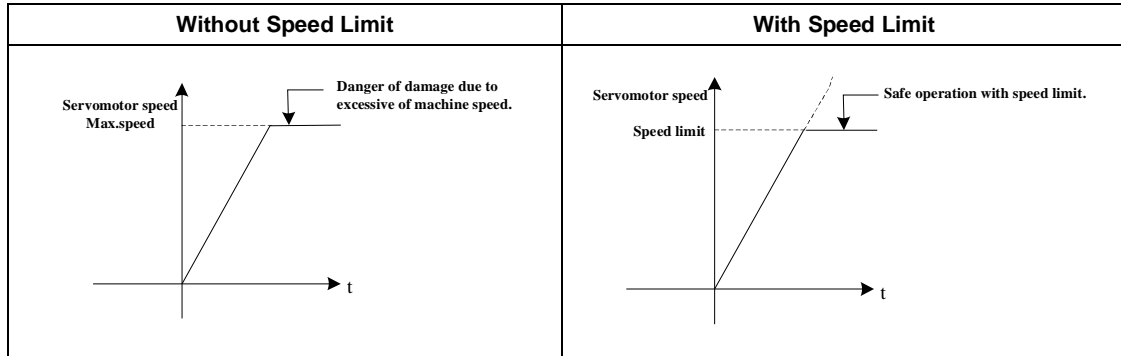 Without Speed Limit
With Speed Limit
Servomotor speed
Max.speed
Danger of damage due to
excessive of machine speed.
t
Servomotor speed
Speed limit
Safe operation with speed limit.
t